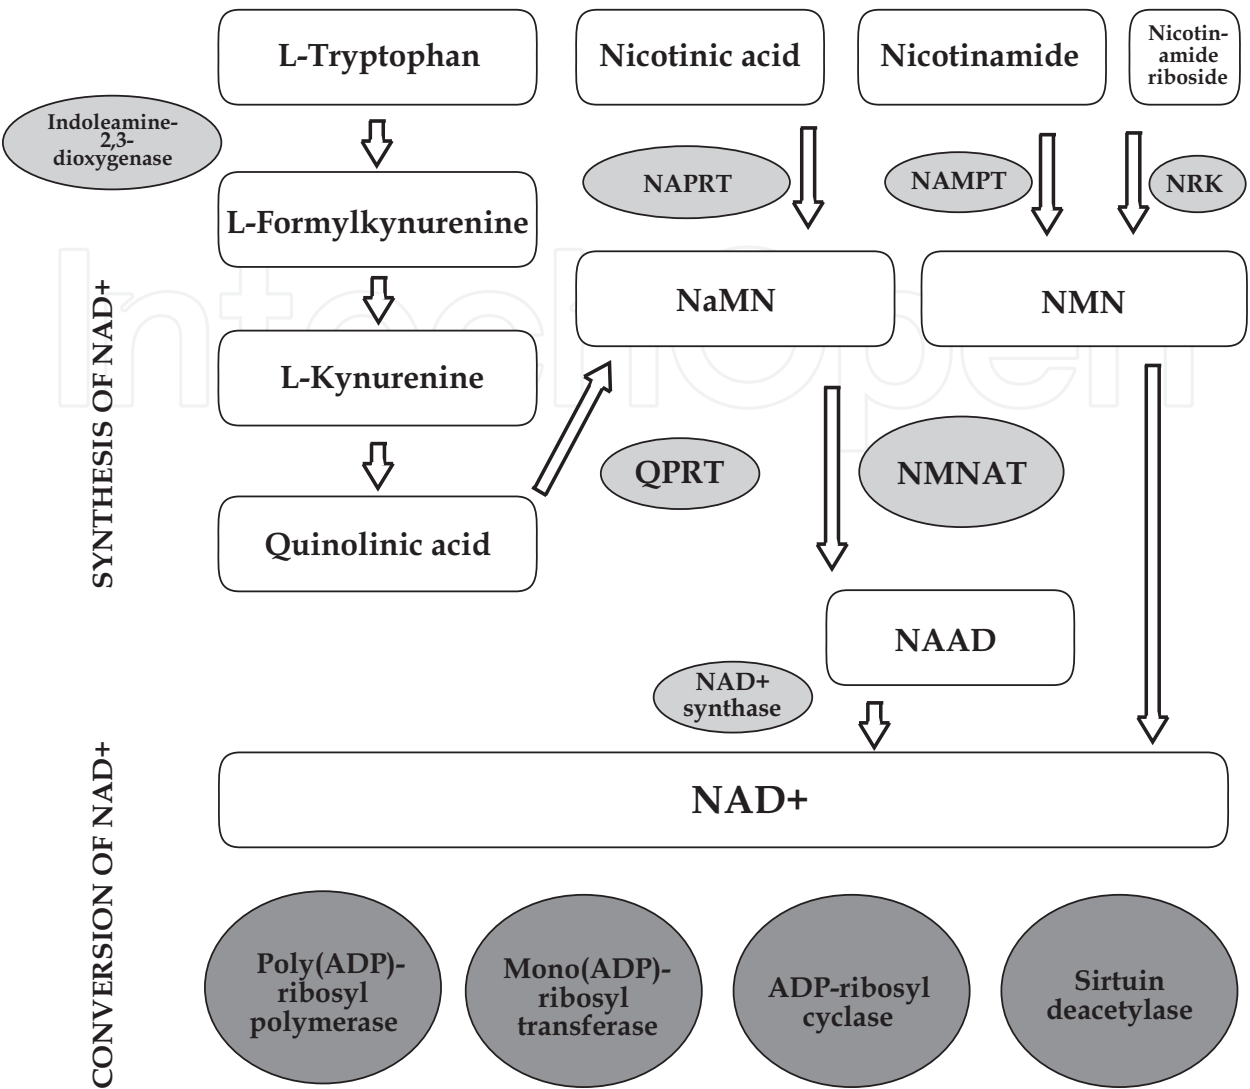 L-Tryptophan
Nicotinic acid
Nicotinamide
Nicotin-
amide
riboside
Indoleamine-
2,3-
dioxygenase
NAPRT
NAMPT
NRK
L-Formylkynurenine
NaMN
NMN
L-Kynurenine
QPRT
NMNAT
Quinolinic acid
SYNTHESIS OF NAD+
NAAD
NAD+
synthase
NAD+
CONVERSION OF NAD+
Poly(ADP)-
ribosyl
polymerase
Mono(ADP)-
ribosyl
transferase
ADP-ribosyl
cyclase
Sirtuin
deacetylase
IntechOpen